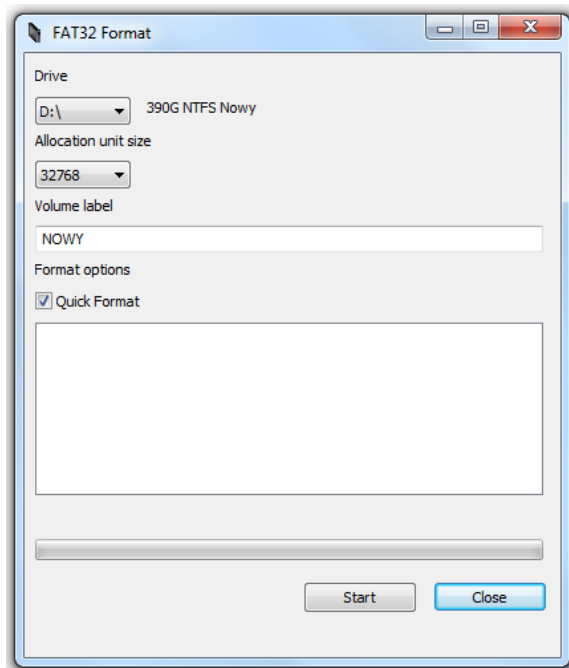 FAT32 Format
Drive
D:\ 390G NTFS Nowy
Allocation unit size
32768
Volume label
NOWY
Format options
Quick Format
Start Close